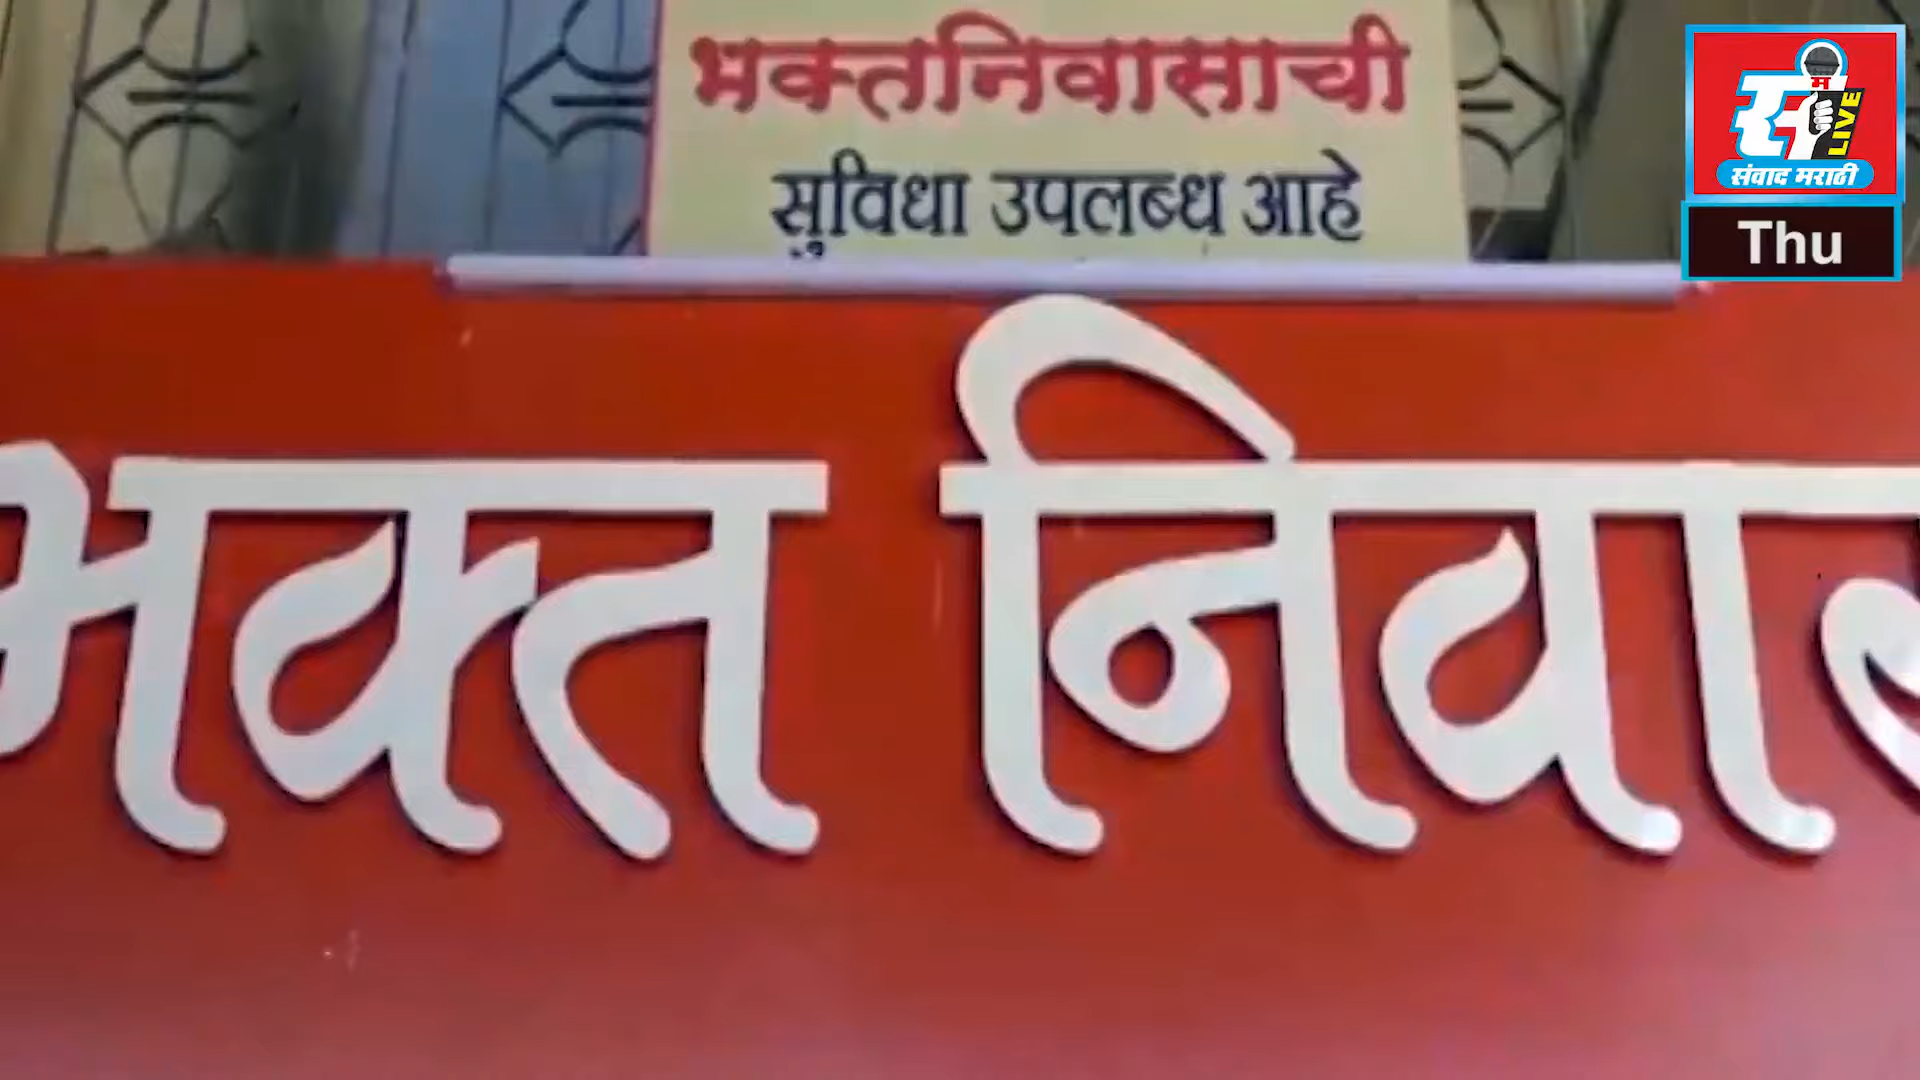 भक्तनिवासाची
सुविधा उपलब्ध आहे
म
LIVE
संवाद मराठी
Thu
भक्त निवास